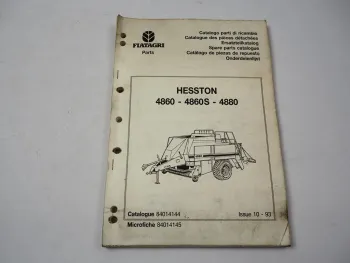 FIATAGRI
Parts
Catalogo parti di ricambio
Catalogue des pièces détachées
Ersatzteilkatalog
Spare parts catalogue
Catálogo de piezas de repuesto
Onderdelenlijst
HESSTON
4860 - 4860S - 4880
Catalogue 84014144
Issue 10 - 93
Microfiche 84014145